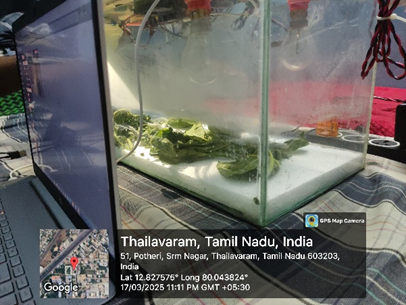 GPS Map Camera
Thailavaram, Tamil Nadu, India
51, Potheri, Srm Nagar, Thailavaram, Tamil Nadu 603203,
India
Lat 12.827575° Long 80.043824°
17/03/2025 11:11 PM GMT +05:30
Google